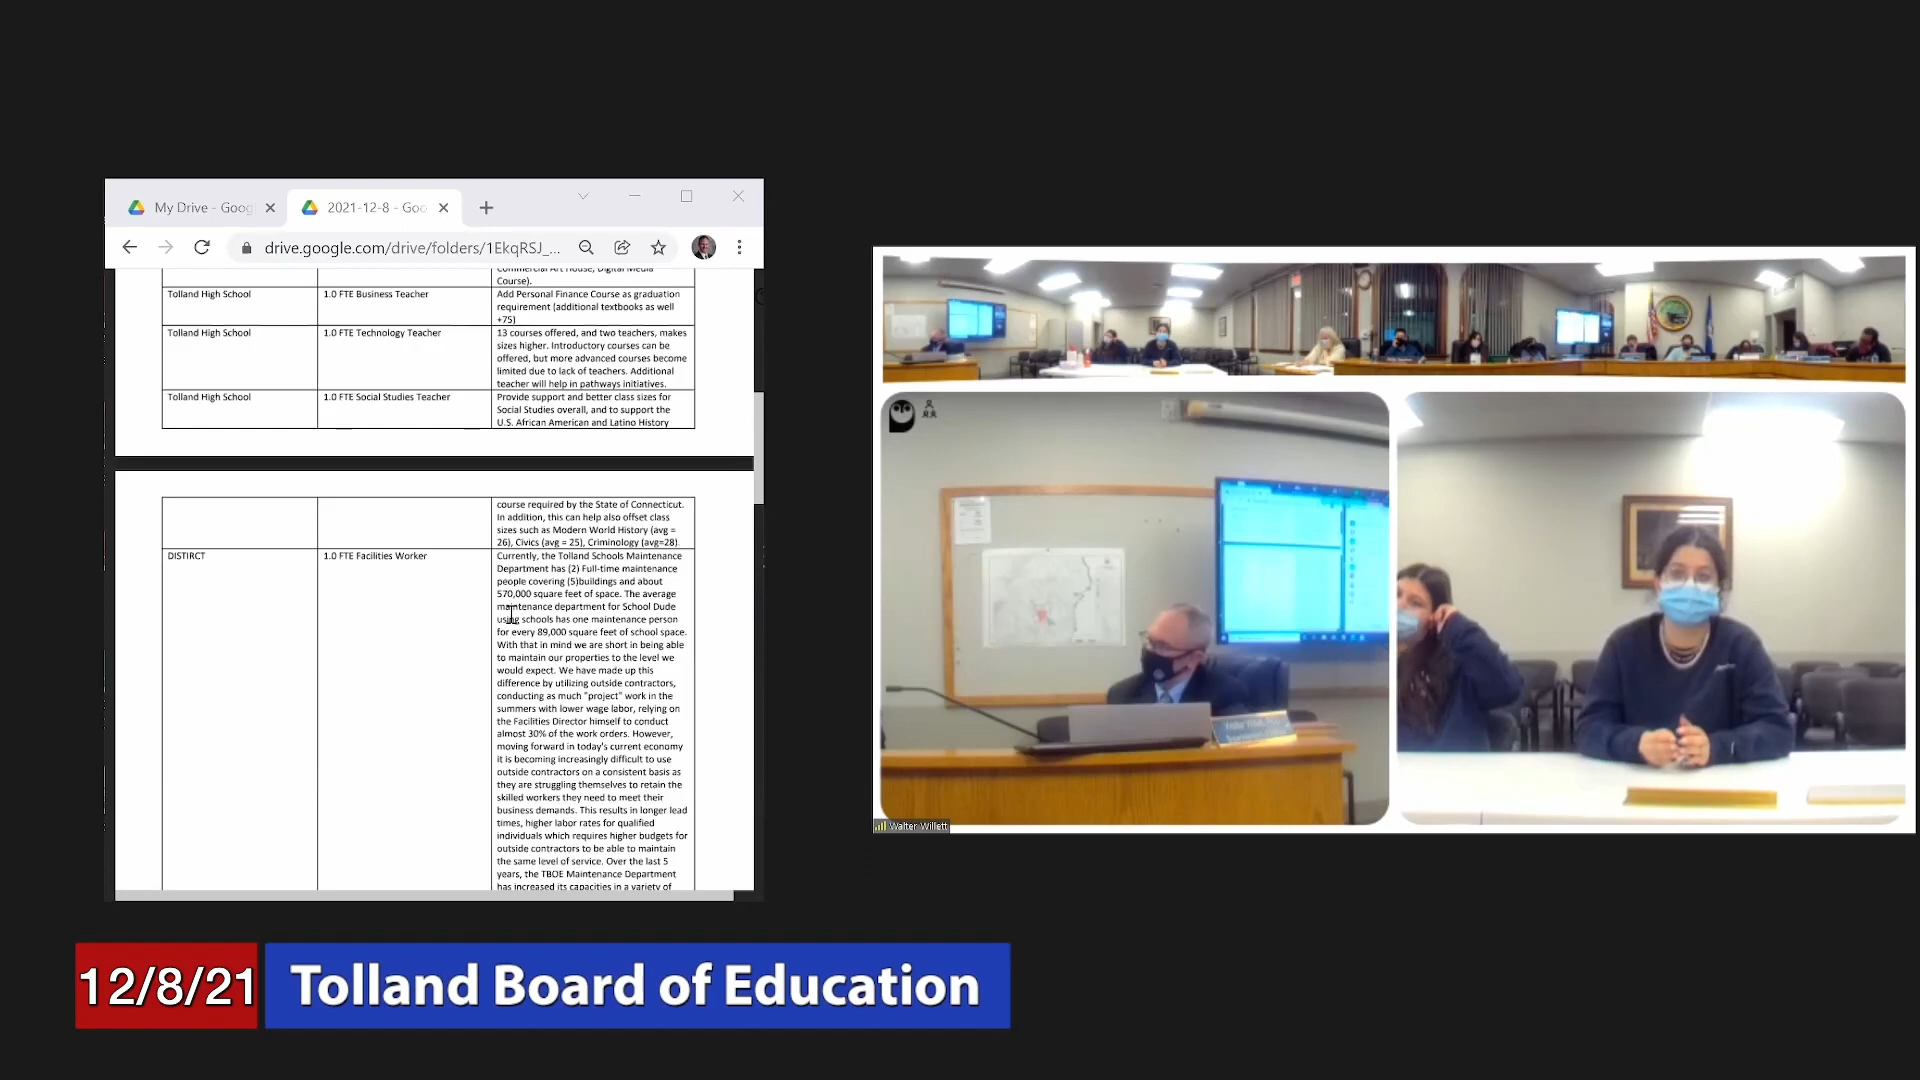 My Drive - Goog
2021-12-8 - Goo
drive.google.com/drive/folders/1EkqRSJ_...
Commercial Art House, Digital Media
Course).
Tolland High School
1.0 FTE Business Teacher
Add Personal Finance Course as graduation
requirement (additional textbooks as well
+75)
Tolland High School
1.0 FTE Technology Teacher
13 courses offered, and two teachers, makes
sizes higher. Introductory courses can be
offered, but more advanced courses become
limited due to lack of teachers. Additional
teacher will help in pathways initiatives.
Tolland High School
1.0 FTE Social Studies Teacher
Provide support and better class sizes for
Social Studies overall, and to support the
U.S. African American and Latino History
course required by the State of Connecticut.
In addition, this can help also offset class
sizes such as Modern World History (avg =
26), Civics (avg = 25), Criminology (avg=28).
DISTIRCT
1.0 FTE Facilities Worker
Currently, the Tolland Schools Maintenance
Department has (2) Full-time maintenance
people covering (5)buildings and about
570,000 square feet of space. The average
maintenance department for School Dude
using schools has one maintenance person
for every 89,000 square feet of school space.
With that in mind we are short in being able
to maintain our properties to the level we
would expect. We have made up this
difference by utilizing outside contractors,
conducting as much "project" work in the
summers with lower wage labor, relying on
the Facilities Director himself to conduct
almost 30% of the work orders. However,
moving forward in today's current economy
it is becoming increasingly difficult to use
outside contractors on a consistent basis as
they are struggling themselves to retain the
skilled workers they need to meet their
business demands. This results in longer lead
times, higher labor rates for qualified
individuals which requires higher budgets for
outside contractors to be able to maintain
the same level of service. Over the last 5
years, the TBOE Maintenance Department
has increased its capacities in a variety of
Walter Willett
12/8/21
Tolland Board of Education